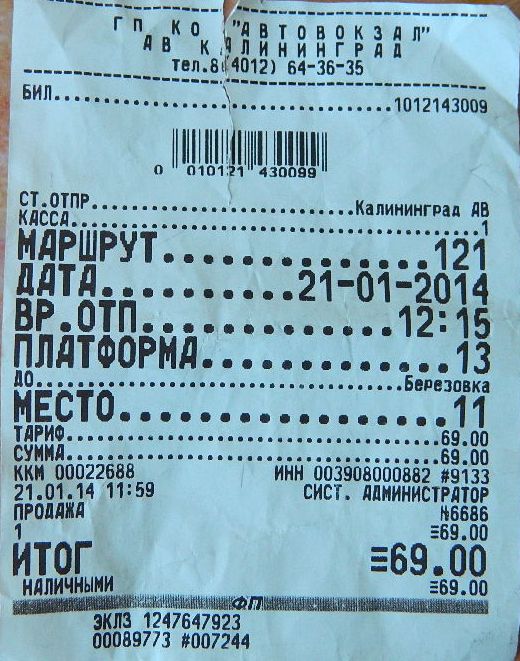 ГП КО "АВТОВОКЗАЛ"
АВ КАЛИНИНГРАД
тел.8(4012) 64-36-35
БИЛ..............................1012143009
0 010121 430099
СТ.ОТПР..........................Калининград АВ
КАССА..........................................1
МАРШРУТ..............121
ДАТА..........21-01-2014
ВР.ОТП.............12:15
ПЛАТФОРМА.............13
ДО.....................................Березовка
МЕСТО.................11
ТАРИФ......................................69.00
СУММА......................................69.00
ККМ 00022688 ИНН 003908000882 #9133
21.01.14 11:59 СИСТ. АДМИНИСТРАТОР
ПРОДАЖА №6686
1 ≡69.00
ИТОГ ≡69.00
НАЛИЧНЫМИ ≡69.00
ФП
ЭКЛЗ 1247647923
00089773 #007244